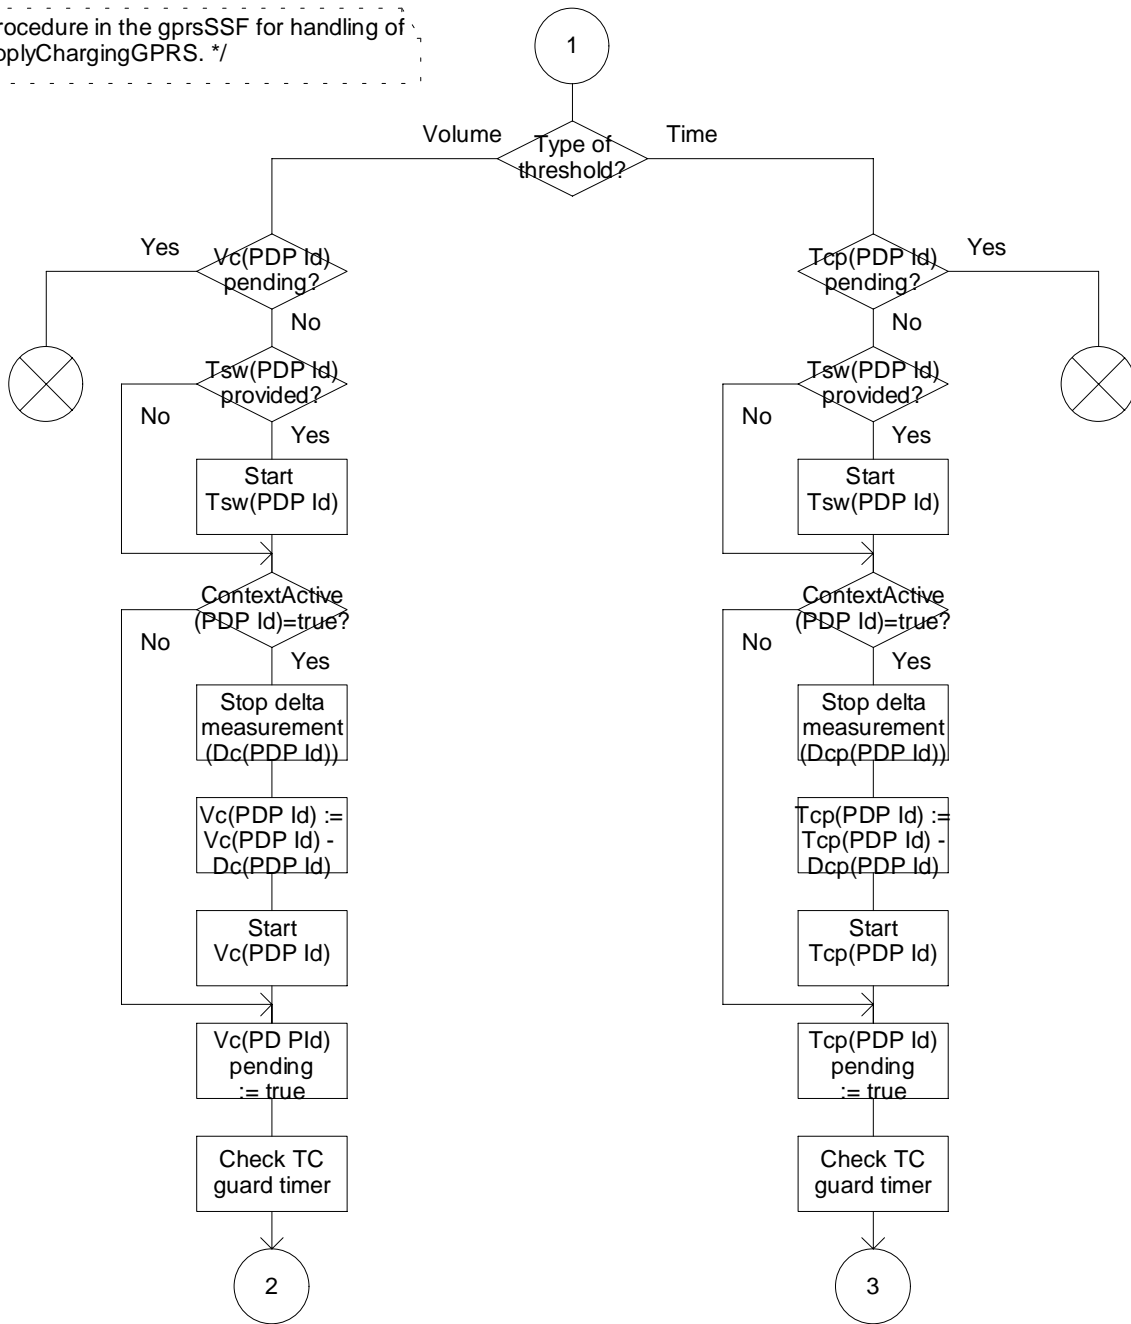 rocedure in the gprsSSF for handling of
pplyChargingGPRS. */
1
Volume
Type of
threshold?
Time
Yes
Vc(PDP Id)
pending?
No
Tcp(PDP Id)
pending?
Yes
No
Tsw(PDP Id)
provided?
No
Yes
Tsw(PDP Id)
provided?
No
Yes
Start
Tsw(PDP Id)
Start
Tsw(PDP Id)
ContextActive
(PDP Id)=true?
No
Yes
ContextActive
(PDP Id)=true?
No
Yes
Stop delta
measurement
(Dc(PDP Id))
Stop delta
measurement
(Dcp(PDP Id))
Vc(PDP Id) :=
Vc(PDP Id) -
Dc(PDP Id)
Tcp(PDP Id) :=
Tcp(PDP Id) -
Dcp(PDP Id)
Start
Vc(PDP Id)
Start
Tcp(PDP Id)
Vc(PD PId)
pending
:= true
Tcp(PDP Id)
pending
:= true
Check TC
guard timer
Check TC
guard timer
2
3